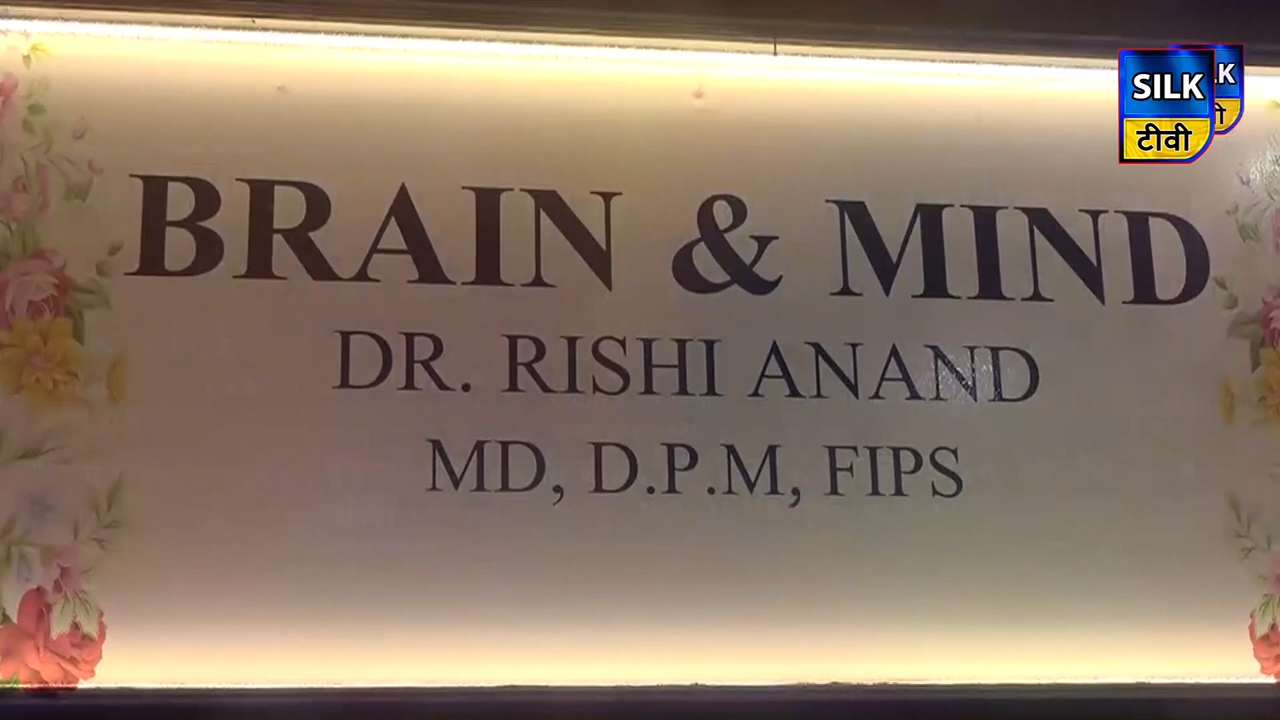 SILK
टीवी
BRAIN & MIND
DR. RISHI ANAND
MD, D.P.M, FIPS